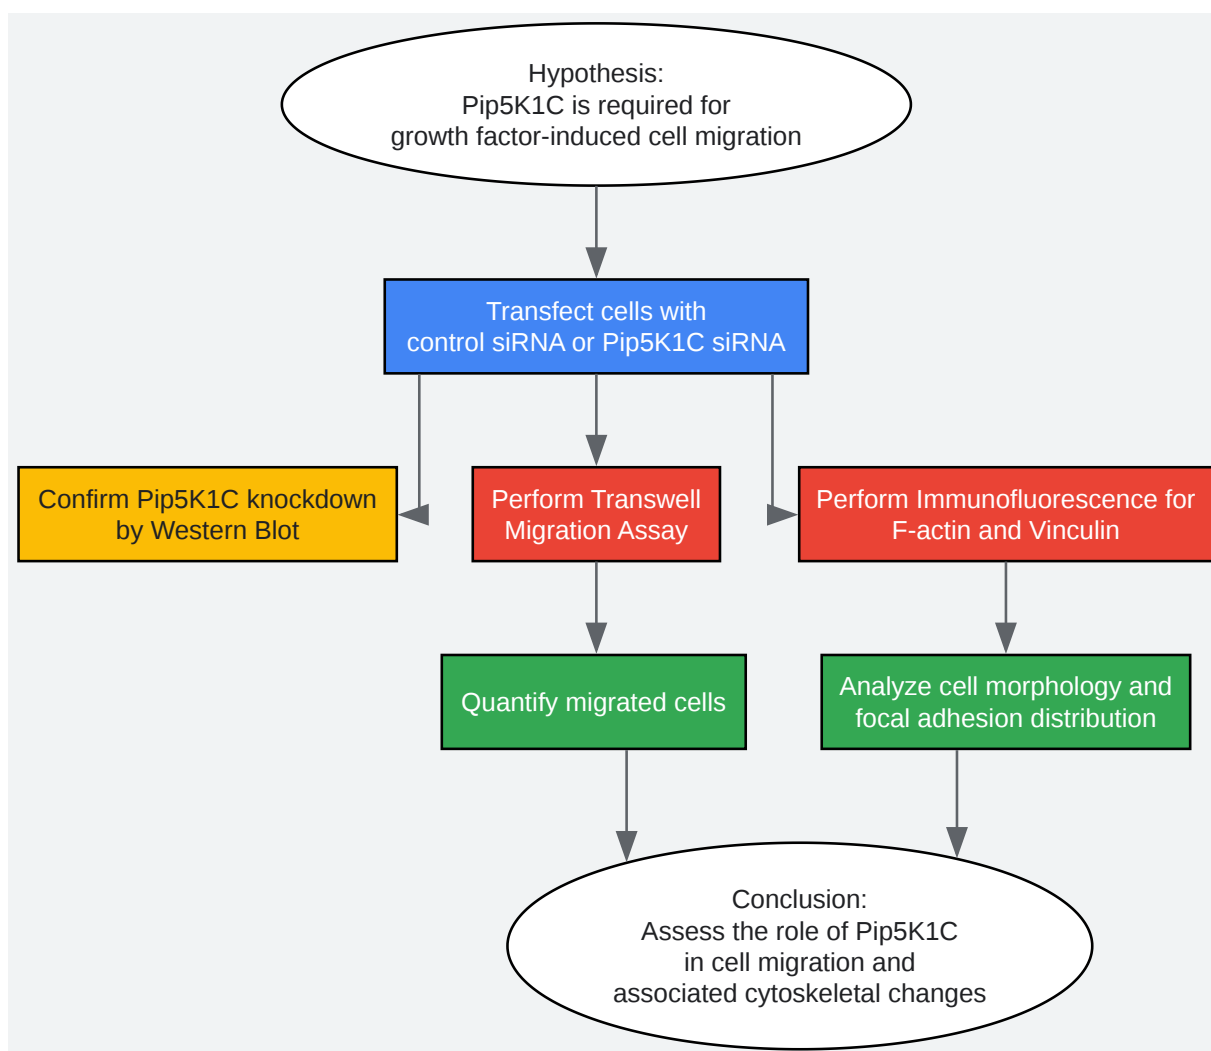 Hypothesis:
Pip5K1C is required for
growth factor-induced cell migration
Transfect cells with
control siRNA or Pip5K1C siRNA
Confirm Pip5K1C knockdown
by Western Blot
Perform Transwell
Migration Assay
Perform Immunofluorescence for
F-actin and Vinculin
Quantify migrated cells
Analyze cell morphology and
focal adhesion distribution
Conclusion:
Assess the role of Pip5K1C
in cell migration and
associated cytoskeletal changes